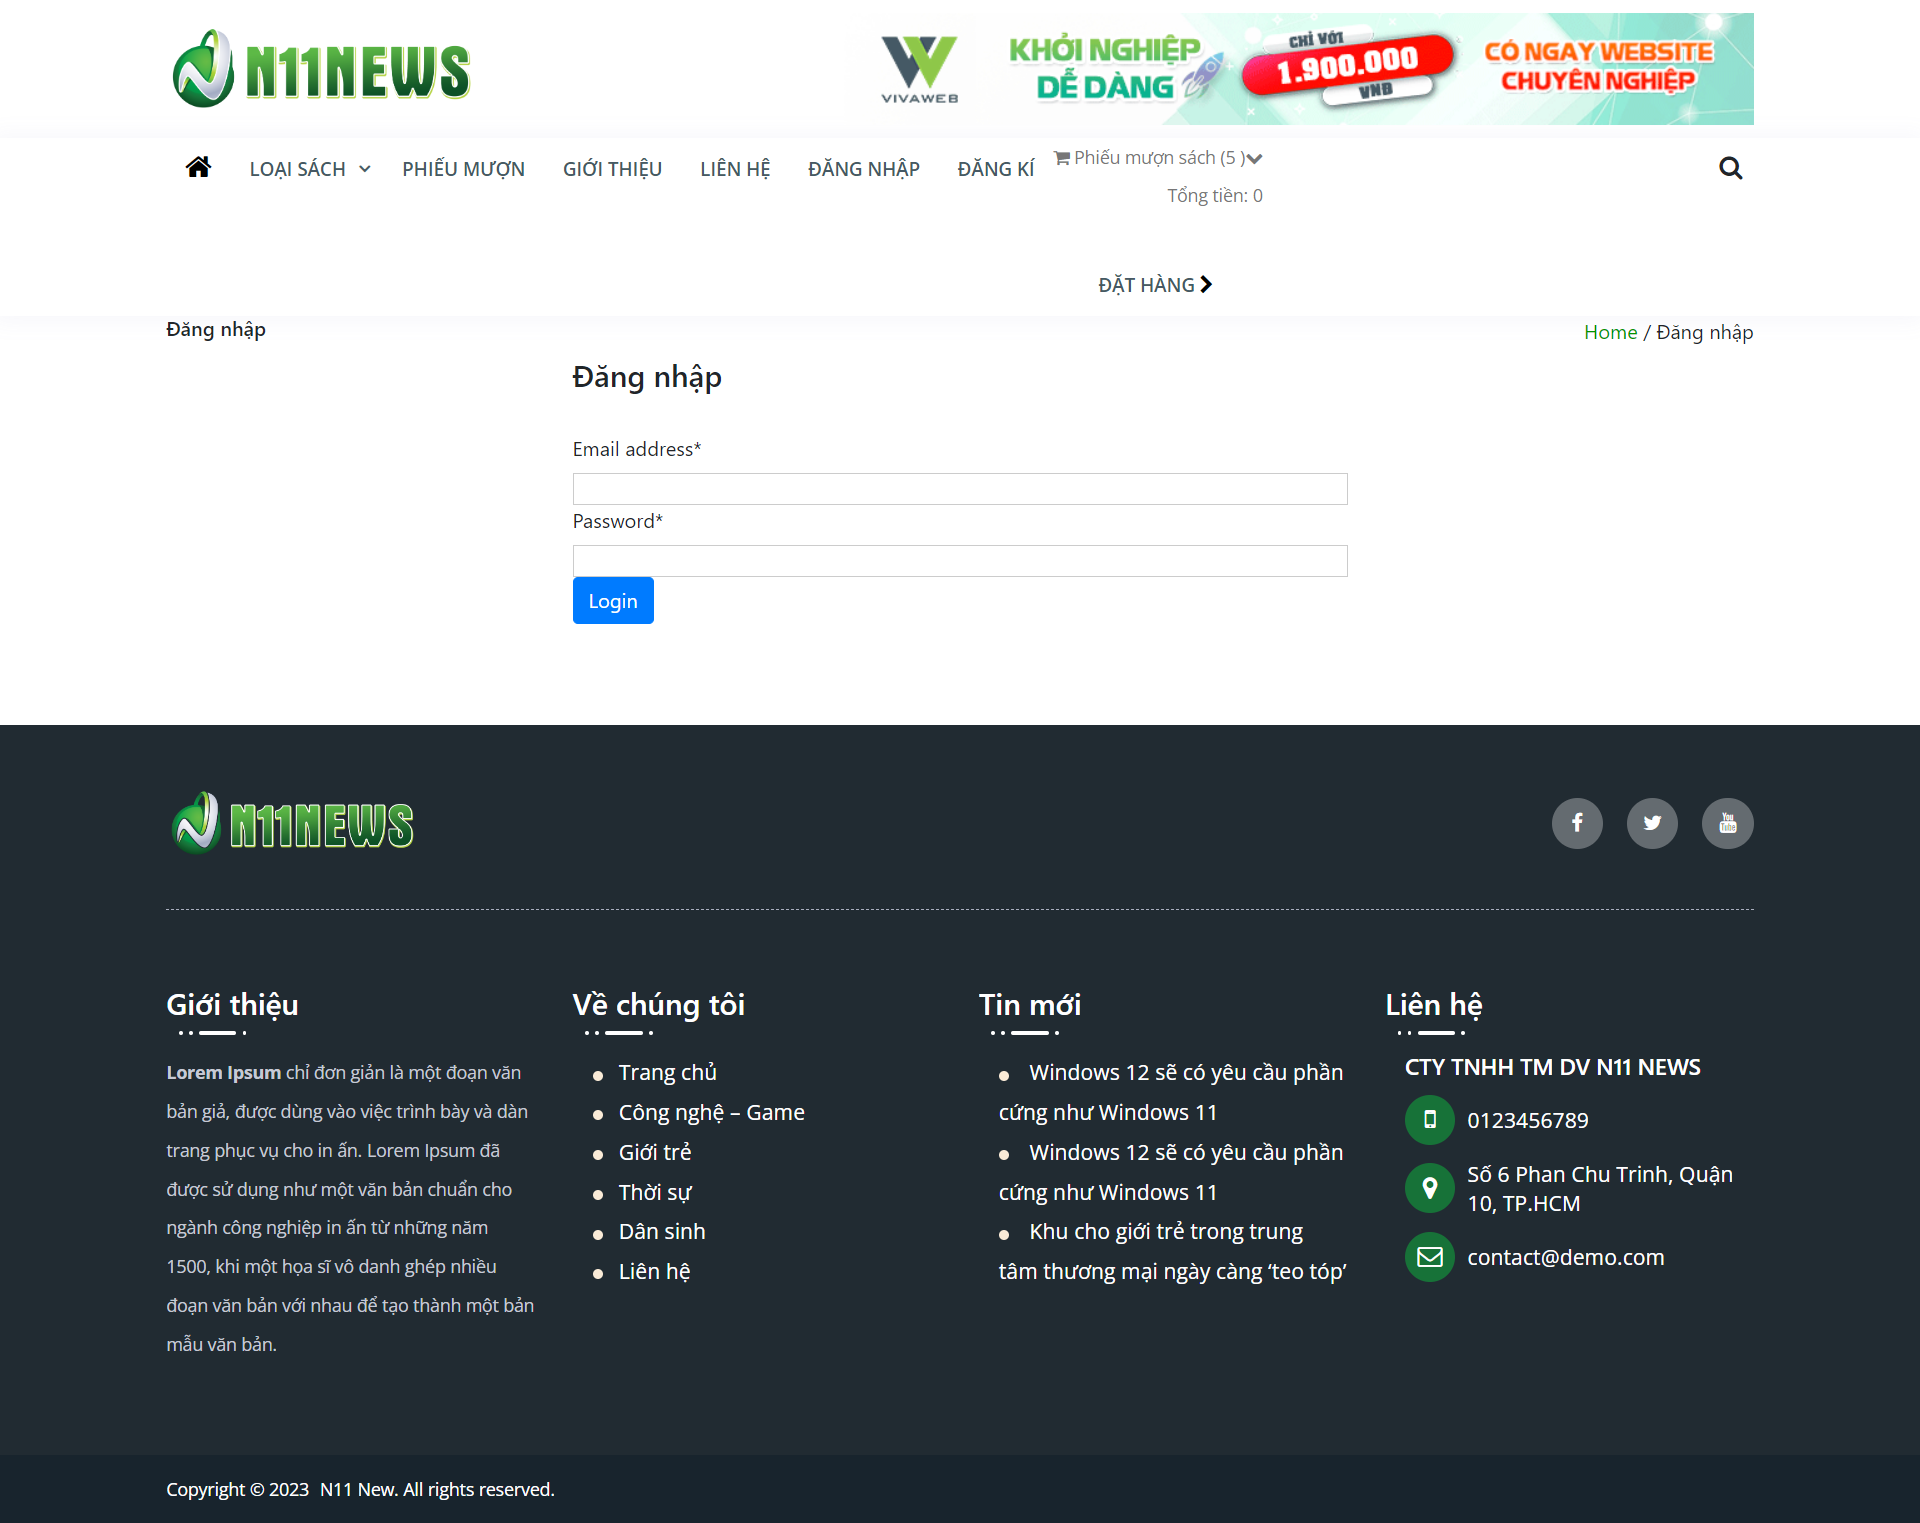 N11NEWS
VIVAWEB
KHỞI NGHIỆP
DỄ DÀNG
CHỈ VỚI
1.900.000
VNĐ
CÓ NGAY WEBSITE
CHUYÊN NGHIỆP
LOẠI SÁCH
PHIẾU MƯỢN
GIỚI THIỆU
LIÊN HỆ
ĐĂNG NHẬP
ĐĂNG KÍ
Phiếu mượn sách (5 )
Tổng tiền: 0
ĐẶT HÀNG
Đăng nhập
Home / Đăng nhập
Đăng nhập
Email address*
Password*
Login
N11NEWS
You
Tube
Giới thiệu
Lorem Ipsum chỉ đơn giản là một đoạn văn
bản giả, được dùng vào việc trình bày và dàn
trang phục vụ cho in ấn. Lorem Ipsum đã
được sử dụng như một văn bản chuẩn cho
ngành công nghiệp in ấn từ những năm
1500, khi một họa sĩ vô danh ghép nhiều
đoạn văn bản với nhau để tạo thành một bản
mẫu văn bản.
Về chúng tôi
Trang chủ
Công nghệ – Game
Giới trẻ
Thời sự
Dân sinh
Liên hệ
Tin mới
Windows 12 sẽ có yêu cầu phần
cứng như Windows 11
Windows 12 sẽ có yêu cầu phần
cứng như Windows 11
Khu cho giới trẻ trong trung
tâm thương mại ngày càng ‘teo tóp’
Liên hệ
CTY TNHH TM DV N11 NEWS
0123456789
Số 6 Phan Chu Trinh, Quận
10, TP.HCM
contact@demo.com
Copyright © 2023 N11 New. All rights reserved.